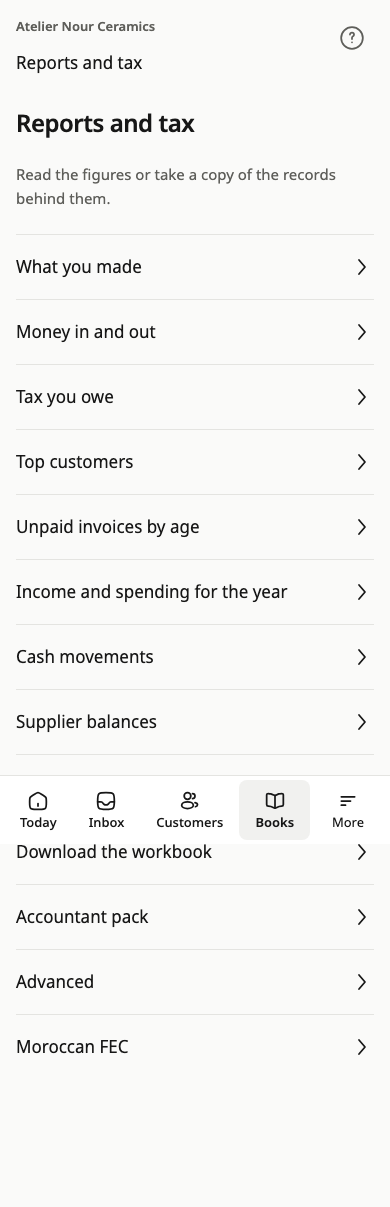 Atelier Nour Ceramics
Reports and tax
Reports and tax
Read the figures or take a copy of the records
behind them.
What you made
Money in and out
Tax you owe
Top customers
Unpaid invoices by age
Income and spending for the year
Cash movements
Supplier balances
Today
Inbox
Customers
Books
More
Download the workbook
Accountant pack
Advanced
Moroccan FEC